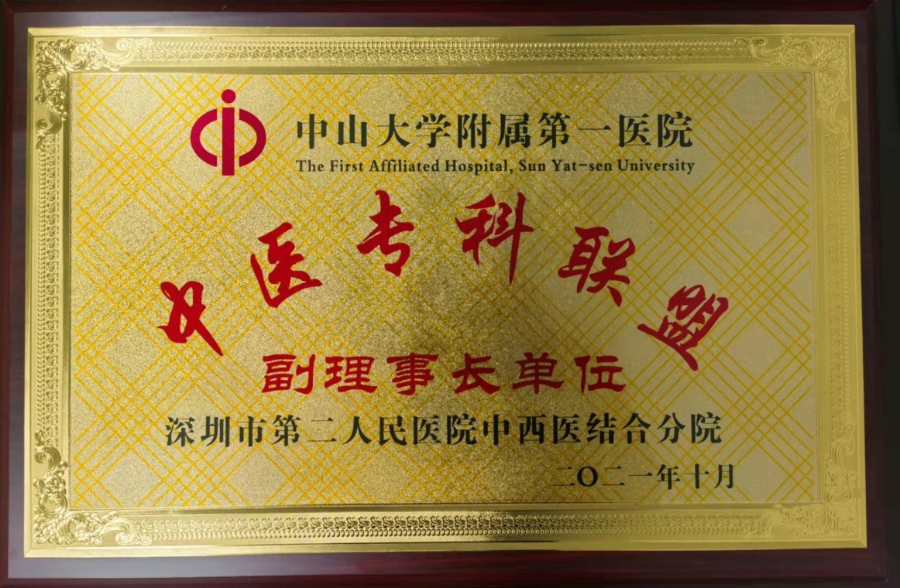 中山大学附属第一医院
The First Affiliated Hospital, Sun Yat-sen University
中医专科联盟
副理事长单位
深圳市第二人民医院中西医结合分院
二〇二一年十月